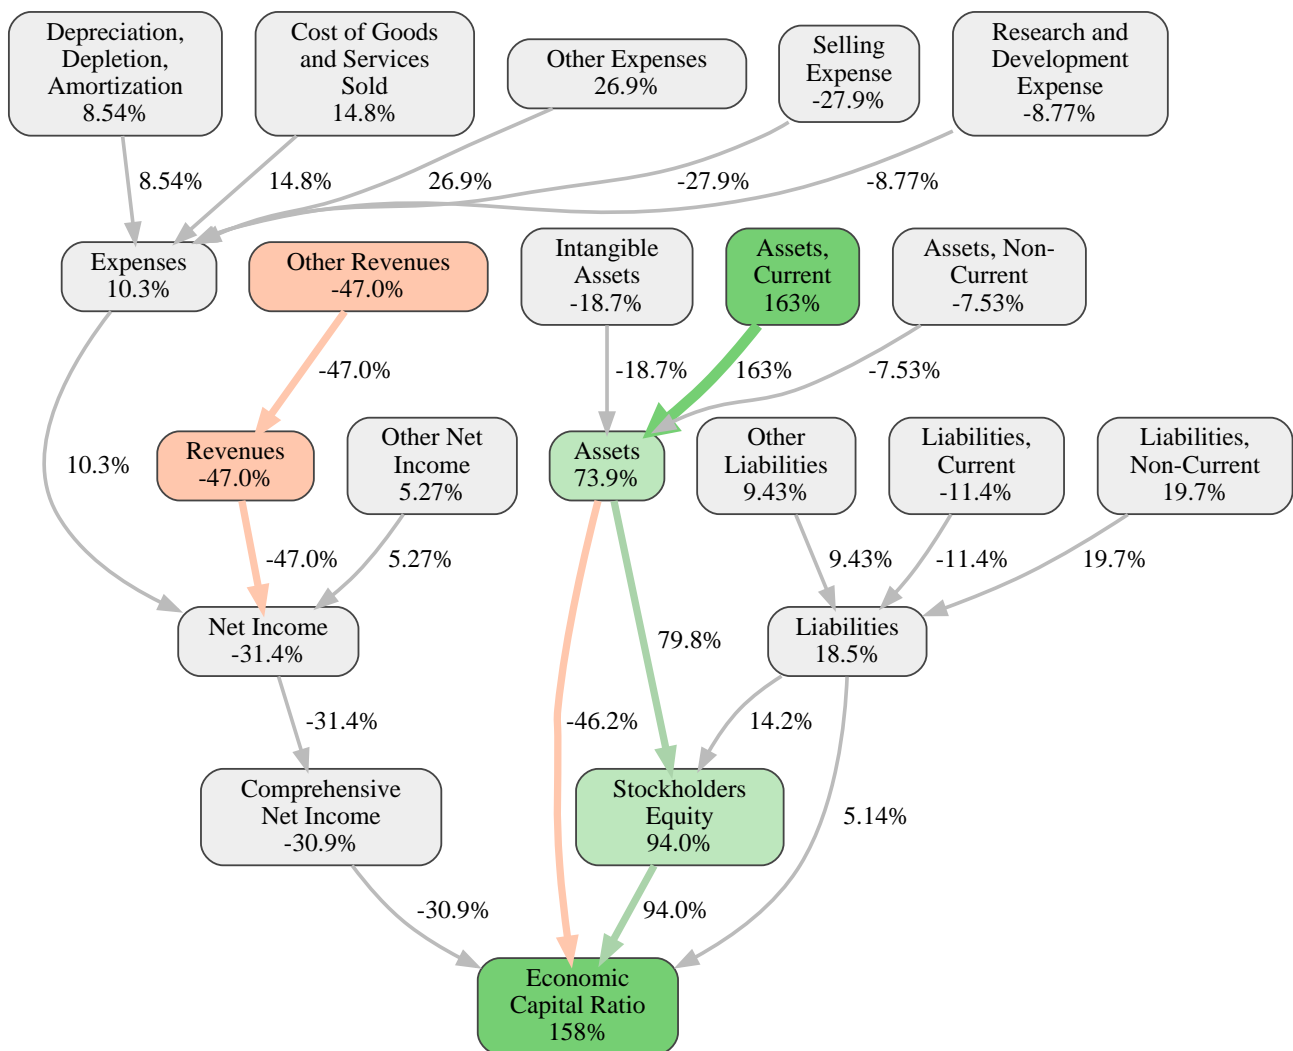 Depreciation,
Depletion,
Amortization
8.54%
Cost of Goods
and Services
Sold
14.8%
Other Expenses
26.9%
Selling
Expense
-27.9%
Research and
Development
Expense
-8.77%
8.54%
14.8%
26.9%
-27.9%
-8.77%
Expenses
10.3%
Other Revenues
-47.0%
Intangible
Assets
-18.7%
Assets,
Current
163%
Assets, Non-
Current
-7.53%
-47.0%
-18.7%
163%
-7.53%
10.3%
Revenues
-47.0%
Other Net
Income
5.27%
Assets
73.9%
Other
Liabilities
9.43%
Liabilities,
Current
-11.4%
Liabilities,
Non-Current
19.7%
-47.0%
5.27%
9.43%
-11.4%
19.7%
Net Income
-31.4%
79.8%
Liabilities
18.5%
-31.4%
-46.2%
14.2%
Comprehensive
Net Income
-30.9%
Stockholders
Equity
94.0%
5.14%
-30.9%
94.0%
Economic
Capital Ratio
158%